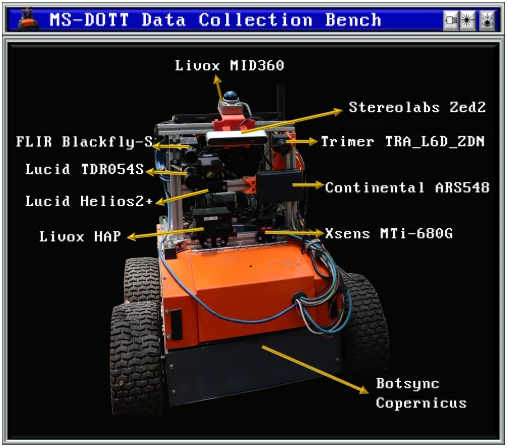 MS-DOTT Data Collection Bench
Livox MID360
Stereolabs Zed2
FLIR Blackfly-S
Trimer TRA_L6D_ZDN
Lucid TDR054S
Continental ARS548
Lucid Helios2+
Livox HAP
Xsens MTi-680G
Botsync
Copernicus